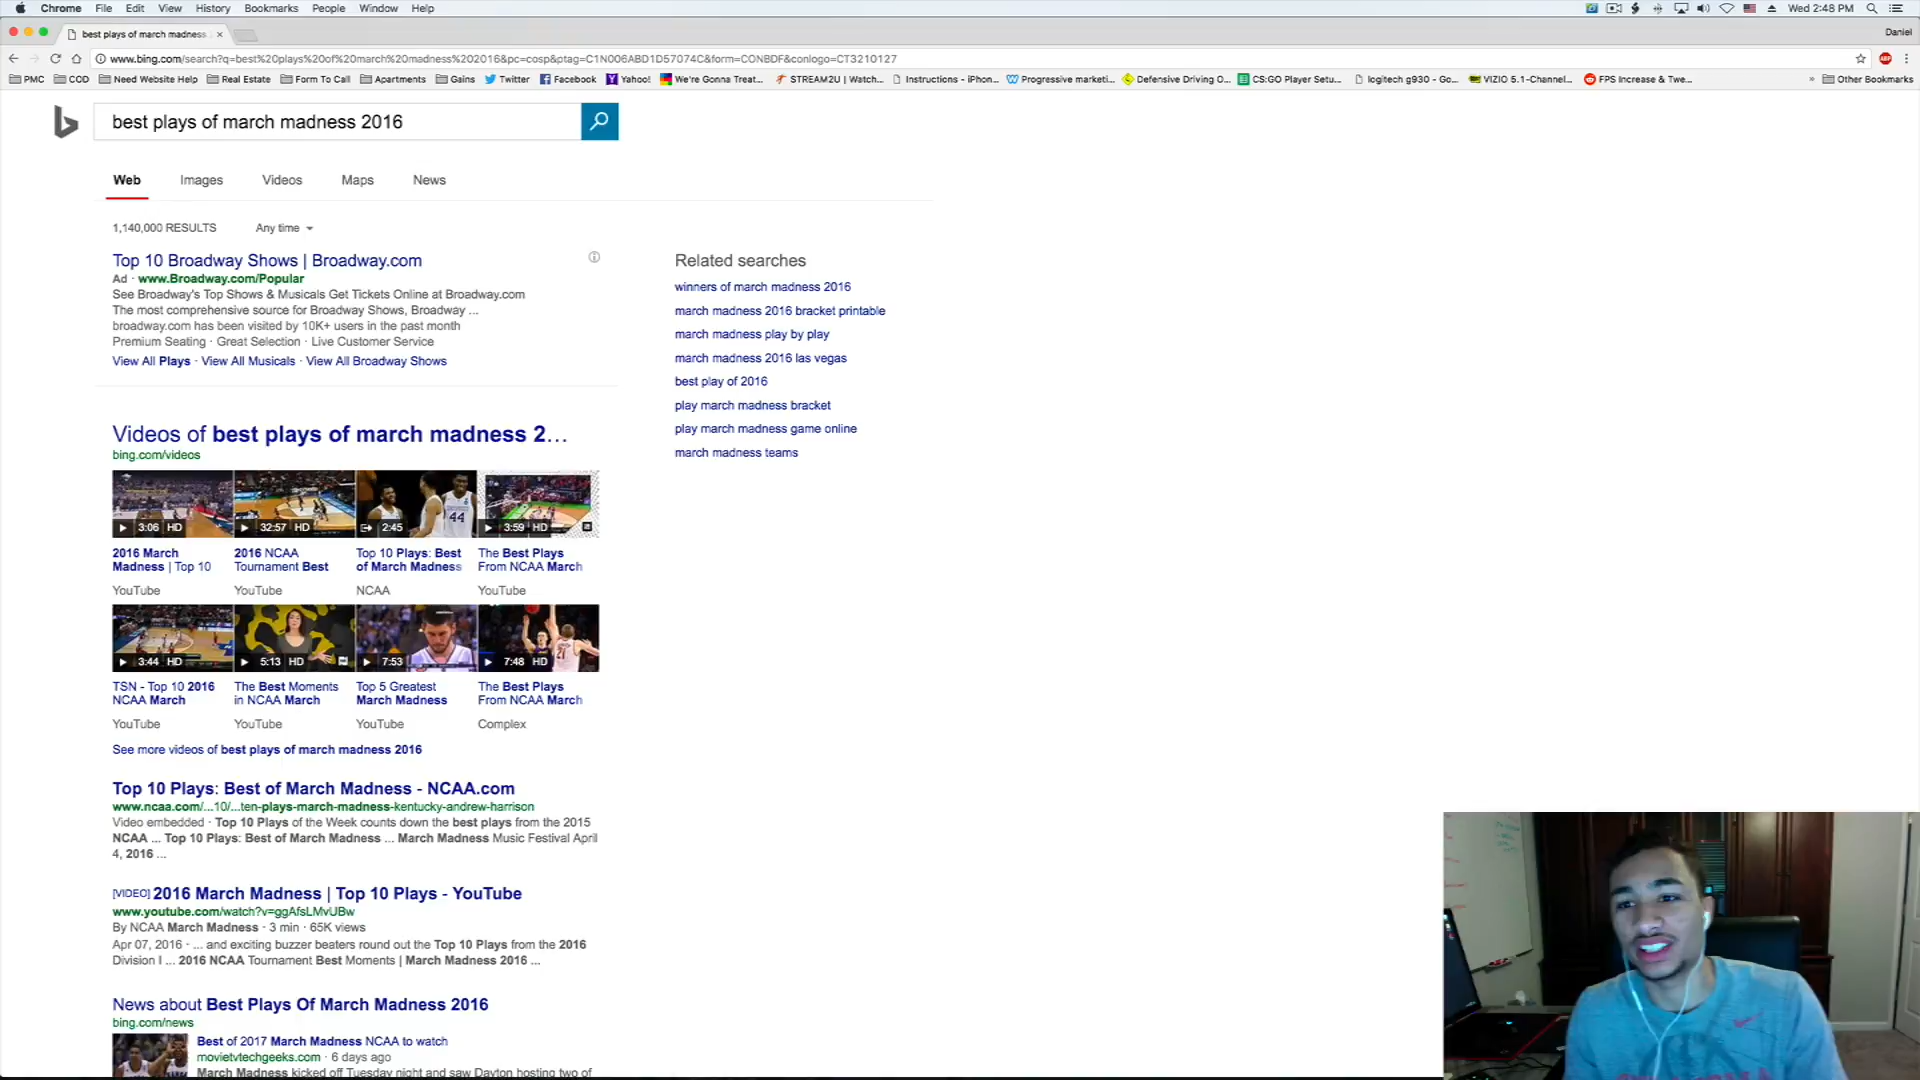 Chrome File Edit View History Bookmarks People Window Help
Wed 2:48 PM
best plays of march madness
Daniel
www.bing.com/search?q=best%20plays%20of%20march%20madness%202016&pc=cosp&ptag=C1N006ABD1D57074C&form=CONBDF&conlogo=CT3210127
PMC COD Need Website Help Real Estate Form To Call Apartments Gains Twitter Facebook Yahoo! We're Gonna Treat... STREAM2U | Watch... Instructions - iPhon... Progressive marketi... Defensive Driving O... CS:GO Player Setu... logitech g930 - Go... VIZIO 5.1-Channel... FPS Increase & Twe... » Other Bookmarks
best plays of march madness 2016
Web Images Videos Maps News
1,140,000 RESULTS Any time
Top 10 Broadway Shows | Broadway.com
Ad · www.Broadway.com/Popular
See Broadway's Top Shows & Musicals Get Tickets Online at Broadway.com
The most comprehensive source for Broadway Shows, Broadway ...
broadway.com has been visited by 10K+ users in the past month
Premium Seating · Great Selection · Live Customer Service
View All Plays · View All Musicals · View All Broadway Shows
Related searches
winners of march madness 2016
march madness 2016 bracket printable
march madness play by play
march madness 2016 las vegas
best play of 2016
play march madness bracket
play march madness game online
march madness teams
Videos of best plays of march madness 2...
bing.com/videos
3:06 HD 32:57 HD 2:45 3:59 HD
44
2016 March Madness | Top 10
YouTube
2016 NCAA Tournament Best
YouTube
Top 10 Plays: Best of March Madness
NCAA
The Best Plays From NCAA March
YouTube
3:44 HD 5:13 HD 7:53 7:48 HD
21
TSN - Top 10 2016 NCAA March
YouTube
The Best Moments in NCAA March
YouTube
Top 5 Greatest March Madness
YouTube
The Best Plays From NCAA March
Complex
See more videos of best plays of march madness 2016
Top 10 Plays: Best of March Madness - NCAA.com
www.ncaa.com/...10/...ten-plays-march-madness-kentucky-andrew-harrison
Video embedded · Top 10 Plays of the Week counts down the best plays from the 2015
NCAA ... Top 10 Plays: Best of March Madness ... March Madness Music Festival April
4, 2016 ...
[VIDEO] 2016 March Madness | Top 10 Plays - YouTube
www.youtube.com/watch?v=ggAfsLMvUBw
By NCAA March Madness · 3 min · 65K views
Apr 07, 2016 · ... and exciting buzzer beaters round out the Top 10 Plays from the 2016
Division I ... 2016 NCAA Tournament Best Moments | March Madness 2016 ...
News about Best Plays Of March Madness 2016
bing.com/news
Best of 2017 March Madness NCAA to watch
movietvtechgeeks.com · 6 days ago
March Madness kicked off Tuesday night and saw Dayton hosting two of